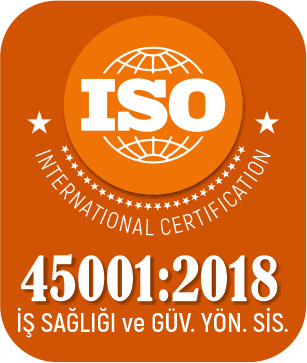 ISO
INTERNATIONAL CERTIFICATION
45001:2018
İŞ SAĞLIĞI ve GÜV. YÖN. SİS.